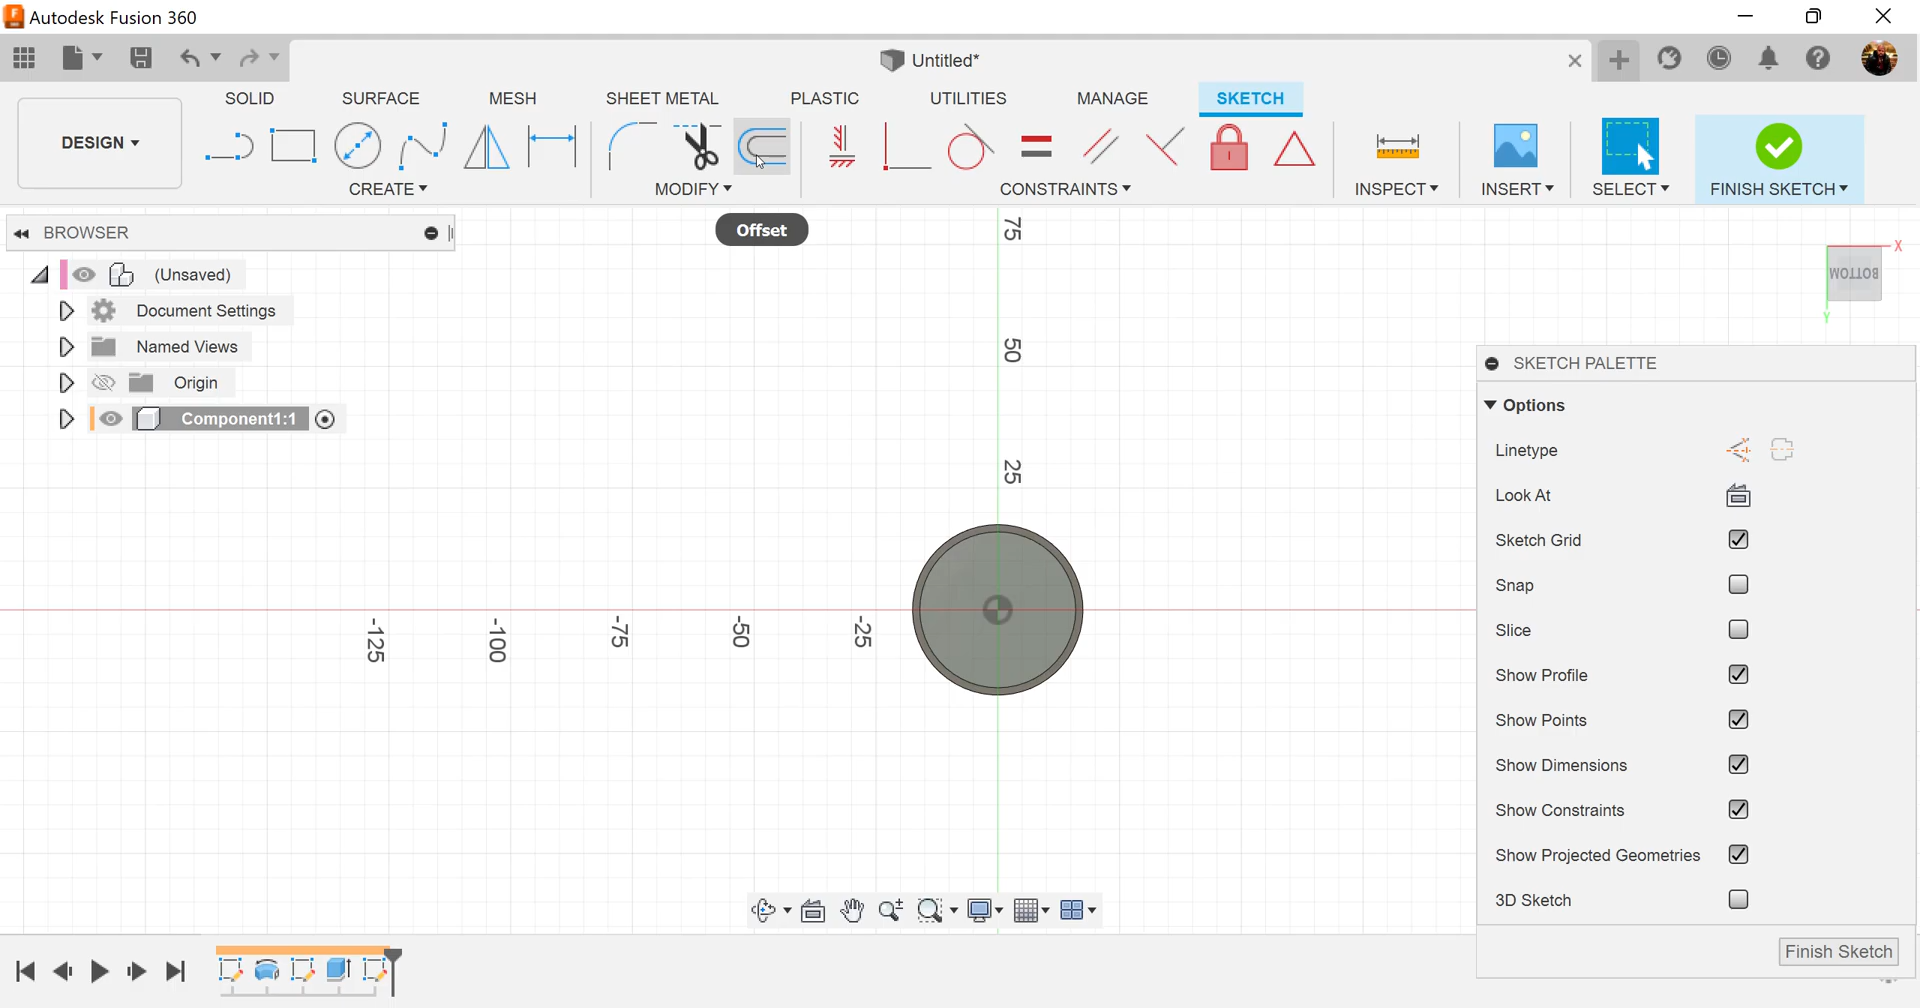 Autodesk Fusion 360
Untitled*
SOLID SURFACE MESH SHEET METAL PLASTIC UTILITIES MANAGE SKETCH
DESIGN
CREATE MODIFY CONSTRAINTS INSPECT INSERT SELECT FINISH SKETCH
Offset
BROWSER
(Unsaved)
Document Settings
Named Views
Origin
Component1:1
75
50
25
-125 -100 -75 -50 -25
X
BOTTOM
Y
SKETCH PALETTE
Options
Linetype
Look At
Sketch Grid
Snap
Slice
Show Profile
Show Points
Show Dimensions
Show Constraints
Show Projected Geometries
3D Sketch
Finish Sketch